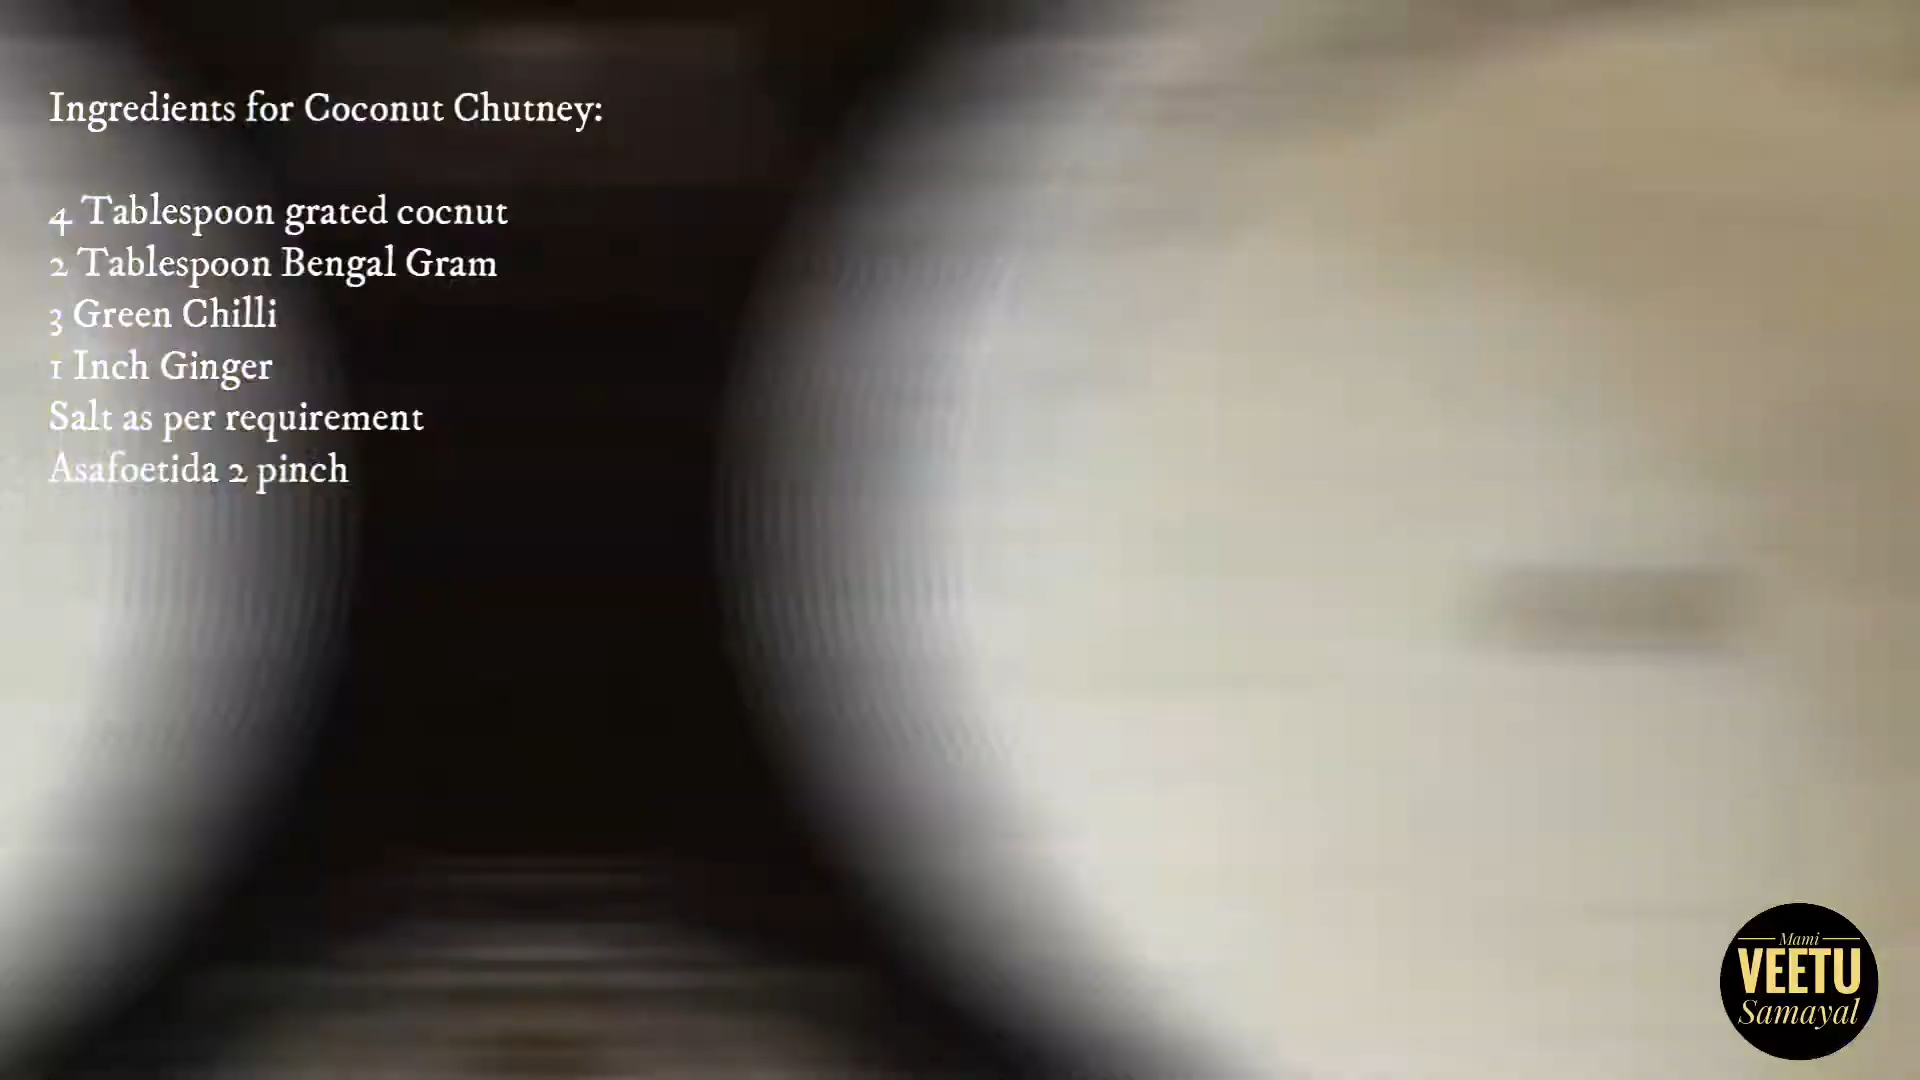 Ingredients for Coconut Chutney:
4 Tablespoon grated cocnut
2 Tablespoon Bengal Gram
3 Green Chilli
1 Inch Ginger
Salt as per requirement
Asafoetida 2 pinch
Mami
VEETU
Samayal